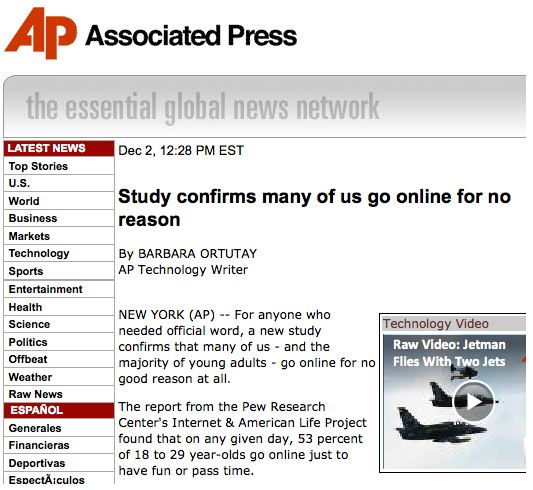 AP Associated Press
the essential global news network
LATEST NEWS
Top Stories
U.S.
World
Business
Markets
Technology
Sports
Entertainment
Health
Science
Politics
Offbeat
Weather
Raw News
ESPAÑOL
Generales
Financieras
Deportivas
EspectÃ¡culos
Dec 2, 12:28 PM EST
Study confirms many of us go online for no
reason
By BARBARA ORTUTAY
AP Technology Writer
NEW YORK (AP) -- For anyone who
needed official word, a new study
confirms that many of us - and the
majority of young adults - go online for no
good reason at all.
The report from the Pew Research
Center's Internet & American Life Project
found that on any given day, 53 percent
of 18 to 29 year-olds go online just to
have fun or pass time.
Technology Video
Raw Video: Jetman
Flies With Two Jets